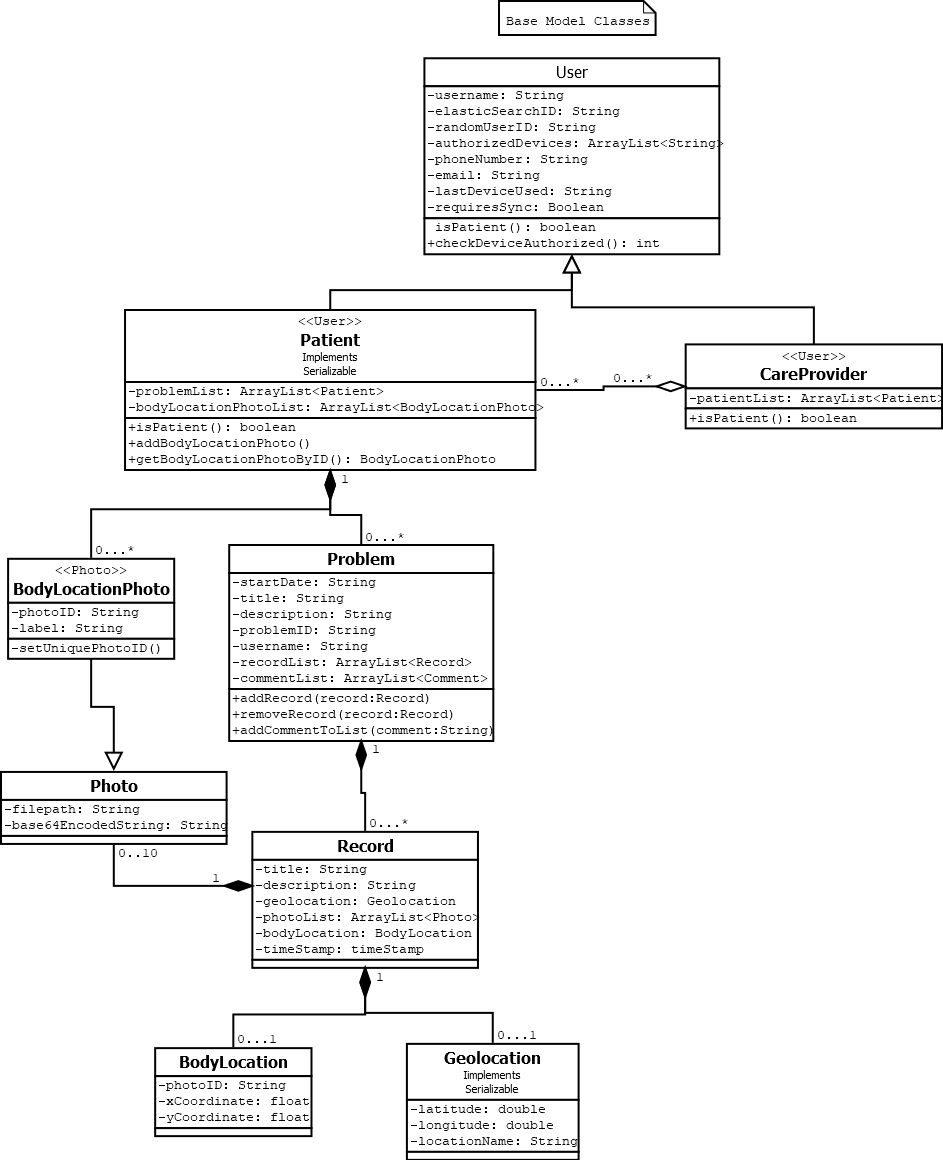 Base Model Classes
User
-username: String
-elasticSearchID: String
-randomUserID: String
-authorizedDevices: ArrayList<String>
-phoneNumber: String
-email: String
-lastDeviceUsed: String
-requiresSync: Boolean
isPatient(): boolean
+checkDeviceAuthorized(): int
<<User>>
Patient
Implements
Serializable
-problemList: ArrayList<Patient>
-bodyLocationPhotoList: ArrayList<BodyLocationPhoto>
+isPatient(): boolean
+addBodyLocationPhoto()
+getBodyLocationPhotoByID(): BodyLocationPhoto
0...*
0...*
<<User>>
CareProvider
-patientList: ArrayList<Patient>
+isPatient(): boolean
1
0...*
0...*
<<Photo>>
BodyLocationPhoto
-photoID: String
-label: String
-setUniquePhotoID()
Problem
-startDate: String
-title: String
-description: String
-problemID: String
-username: String
-recordList: ArrayList<Record>
-commentList: ArrayList<Comment>
+addRecord(record:Record)
+removeRecord(record:Record)
+addCommentToList(comment:String)
1
0...*
Photo
-filepath: String
-base64EncodedString: String
0..10
1
Record
-title: String
-description: String
-geolocation: Geolocation
-photoList: ArrayList<Photo>
-bodyLocation: BodyLocation
-timeStamp: timeStamp
1
0...1
0...1
BodyLocation
-photoID: String
-xCoordinate: float
-yCoordinate: float
Geolocation
Iimplements
Serializable
-latitude: double
-longitude: double
-locationName: String